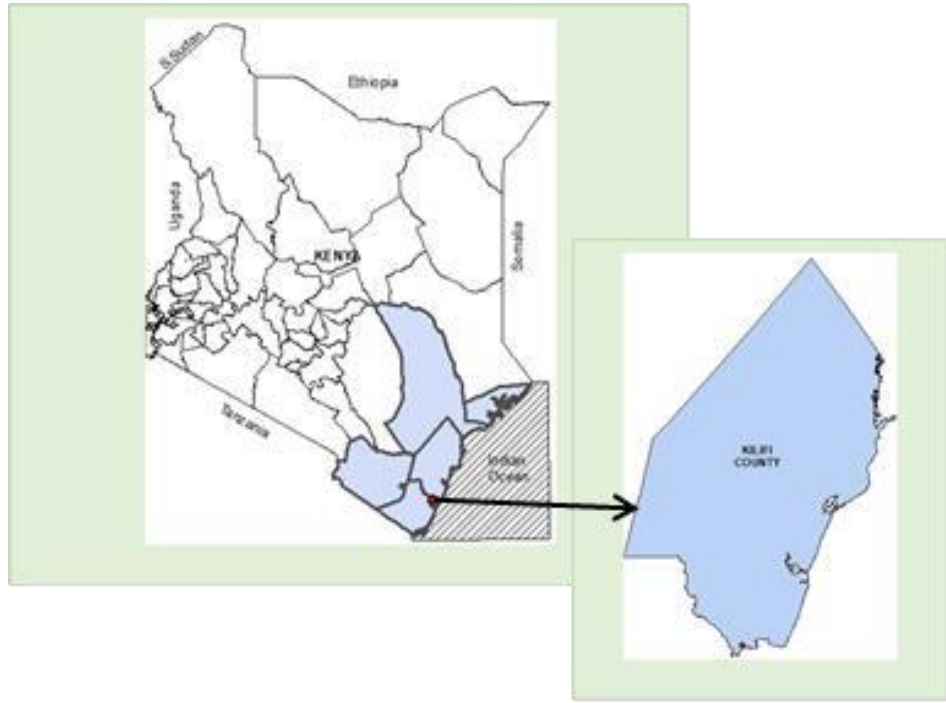 S.Sudan
Ethiopia
Uganda
KENYA
Somalia
Tanzania
Indian
Ocean
KILIFI
COUNTY